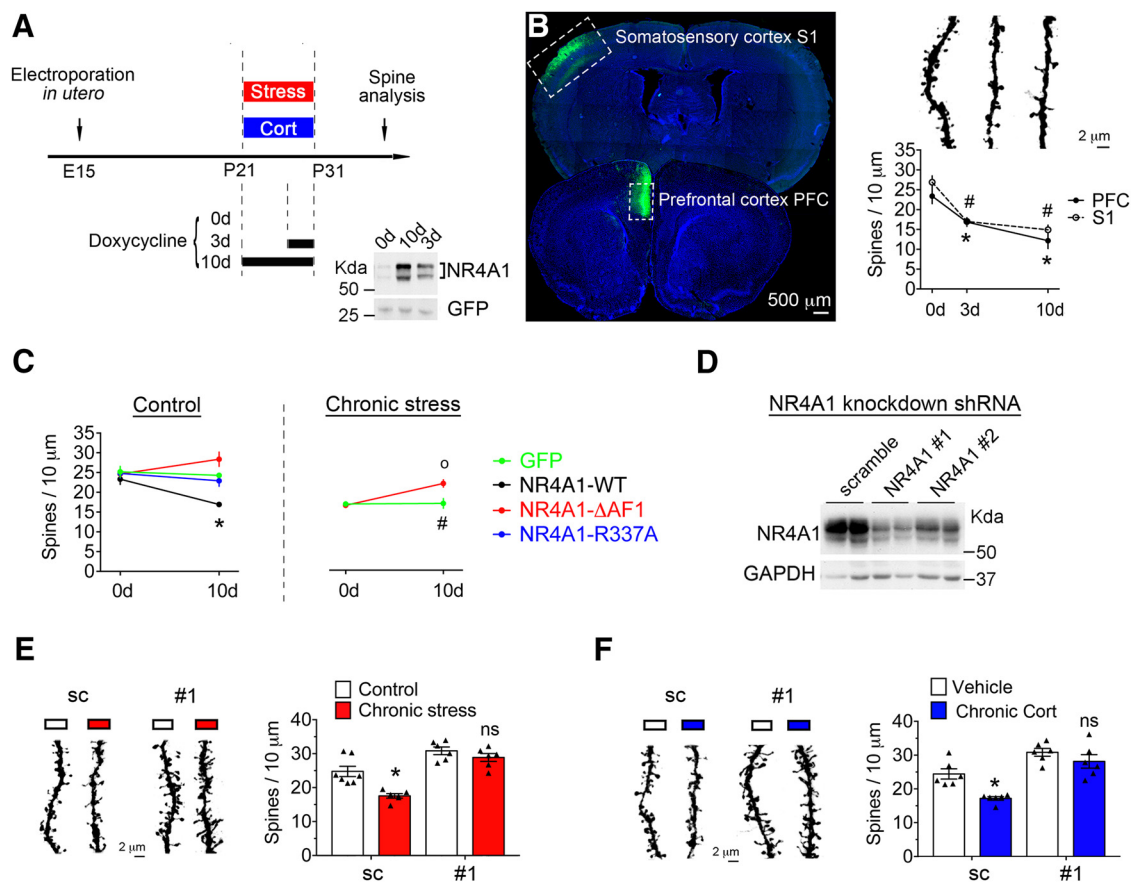 A
Electroporation
in utero
Stress
Cort
Spine
analysis
E15
P21
P31
Doxycycline
0d
3d
10d
0d
10d
3d
Kda
50
25
NR4A1
GFP
B
Somatosensory cortex S1
Prefrontal cortex PFC
500 μm
2 μm
Spines / 10 μm
35
30
25
20
15
10
5
0
#
#
*
*
PFC
S1
0d
3d
10d
C
Control
Chronic stress
Spines / 10 μm
35
30
25
20
15
10
5
0
*
o
#
0d
10d
0d
10d
GFP
NR4A1-WT
NR4A1-ΔAF1
NR4A1-R337A
D
NR4A1 knockdown shRNA
scramble
NR4A1 #1
NR4A1 #2
NR4A1
Kda
50
GAPDH
37
E
sc
#1
2 μm
Control
Chronic stress
Spines / 10 μm
40
30
20
10
0
*
ns
sc
#1
F
sc
#1
2 μm
Vehicle
Chronic Cort
Spines / 10 μm
40
30
20
10
0
*
ns
sc
#1